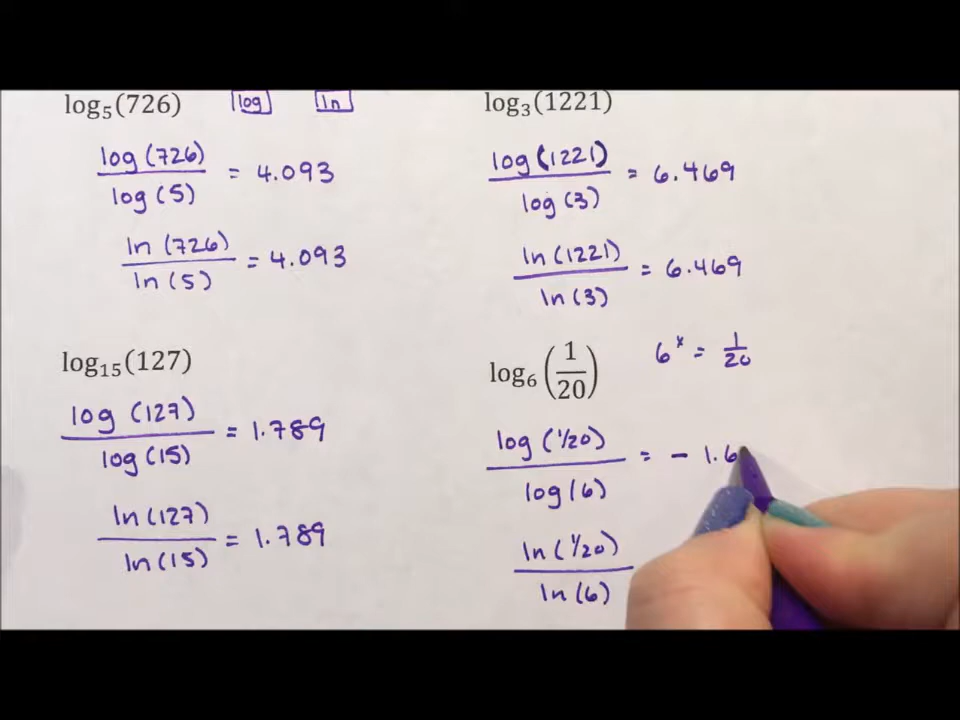 log₅(726) log ln
log(726)
log(5)
= 4.093
ln(726)
ln(5)
= 4.093
log₃(1221)
log(1221)
log(3)
= 6.469
ln(1221)
ln(3)
= 6.469
log₁₅(127)
log(127)
log(15)
= 1.789
ln(127)
ln(15)
= 1.789
log₆(1/20) 6ˣ = 1/20
log(1/20)
log(6)
= - 1.6
ln(1/20)
ln(6)